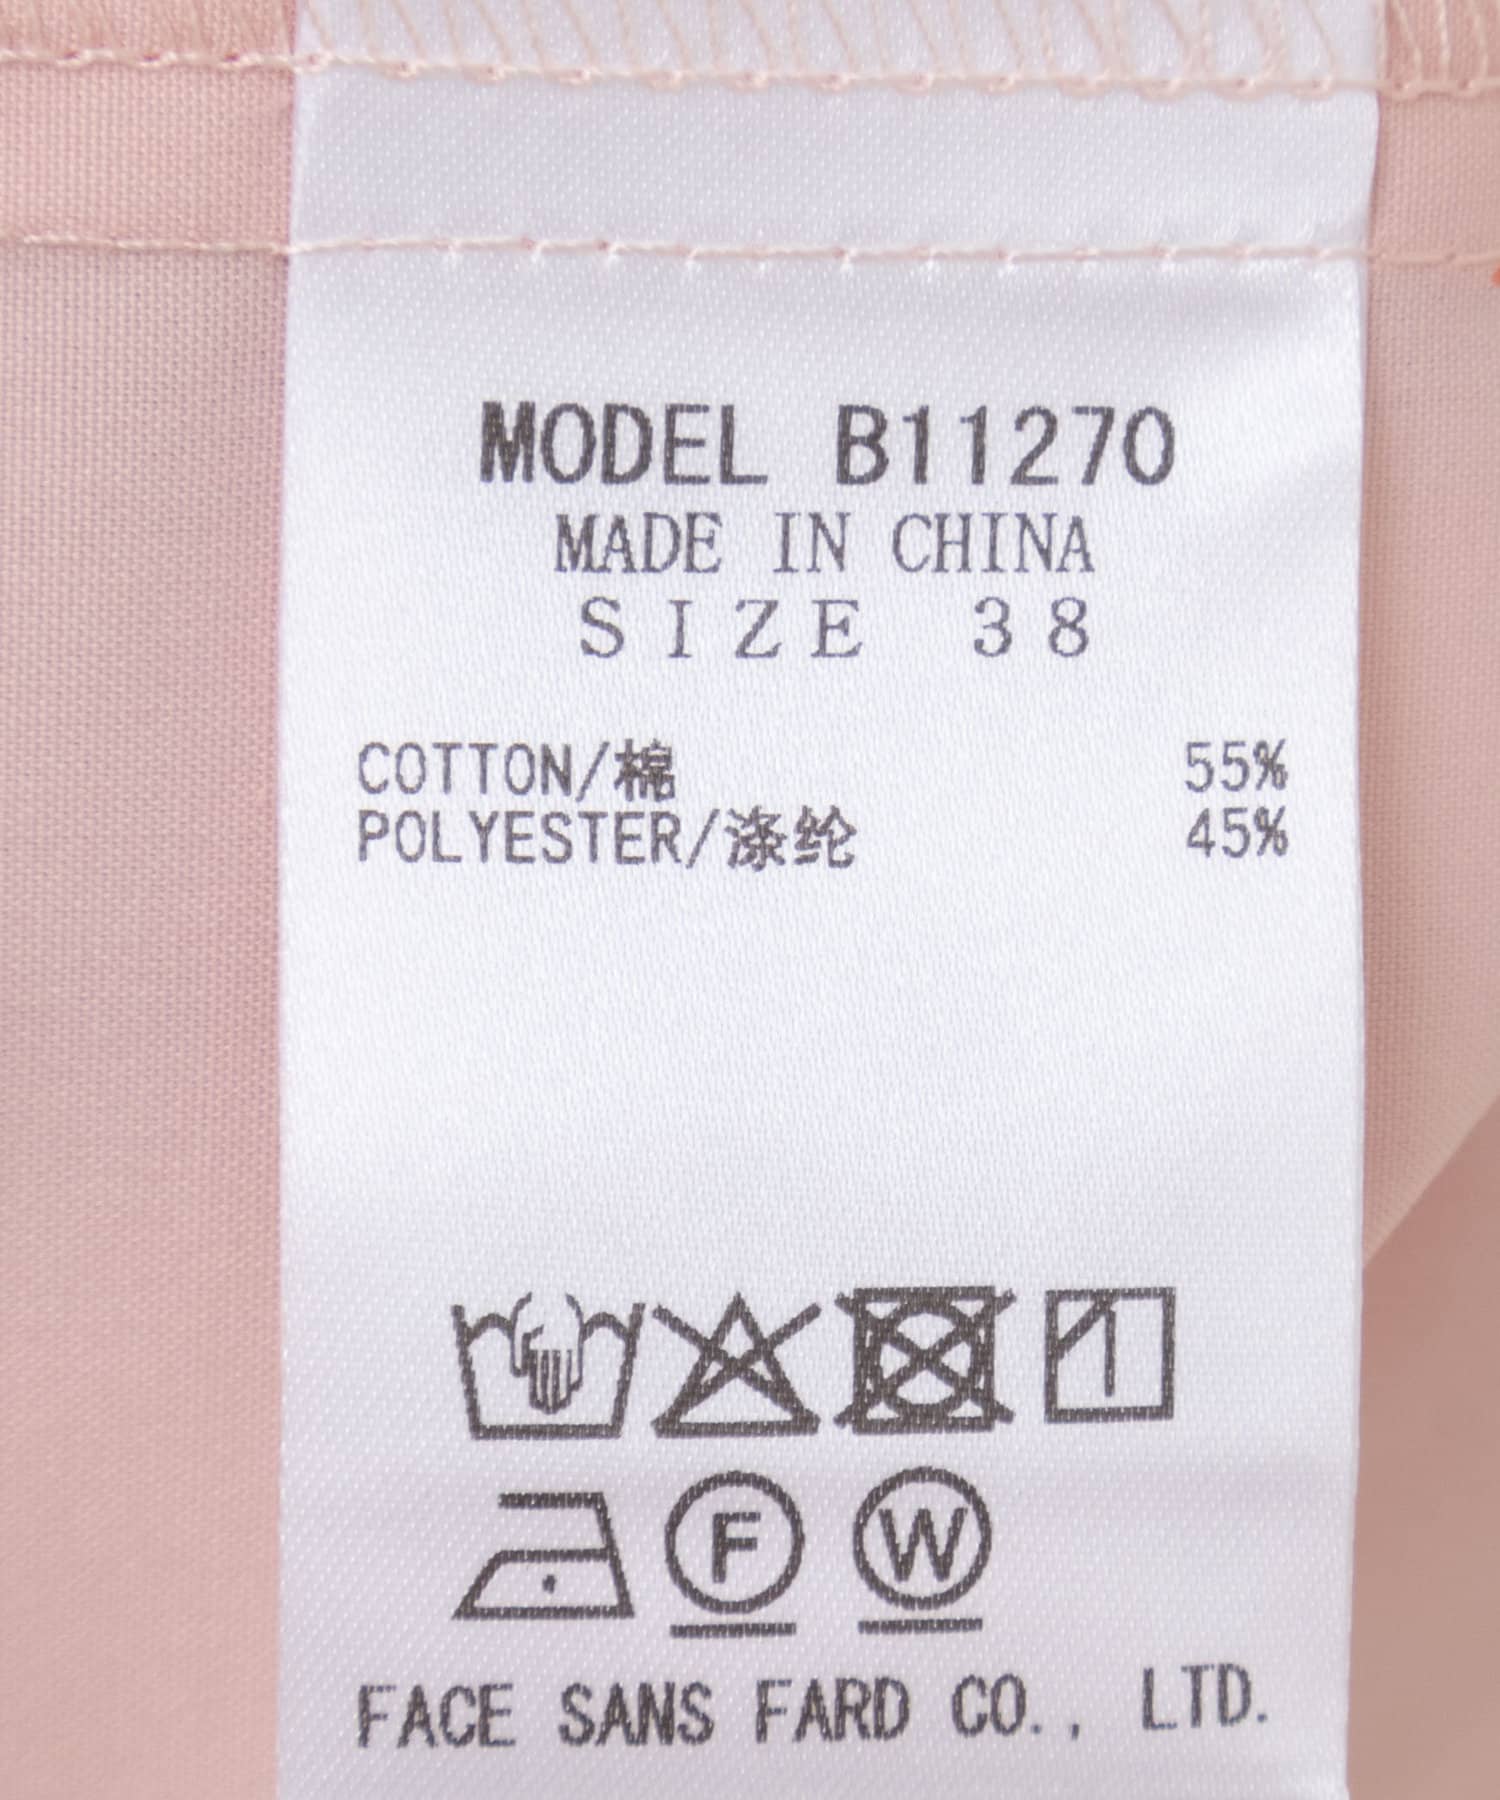 MODEL B11270
MADE IN CHINA
SIZE 38
COTTON/棉 55%
POLYESTER/涤纶 45%
F W
FACE SANS FARD CO., LTD.